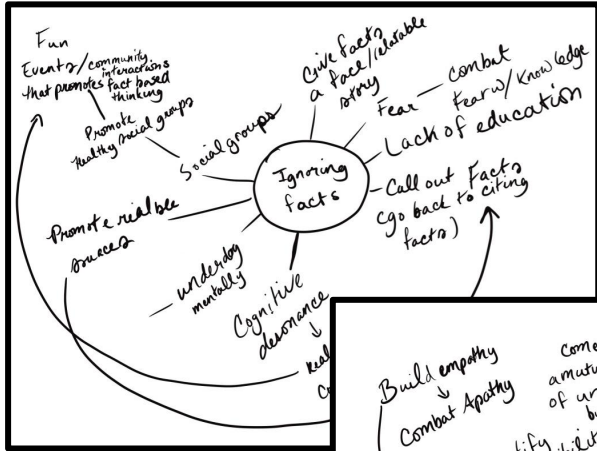 Fun
Events/community
interactions
that promotes fact based
thinking
Promote
healthy social groups
Social groups
Give facts
a face/relatable
story
Fear — combat
Fear w/ Knowledge
Lack of education
Call out Facts
(go back to citing
facts)
Ignoring
facts
Promote rialble
sources
underdog
mentally
Cognitive
desonance
↓
Build empathy
↓
Combat Apathy